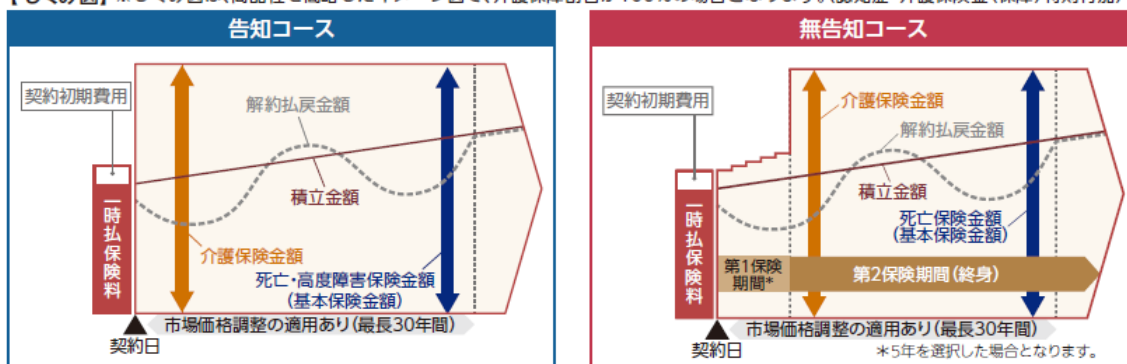 告知コース
契約初期費用
解約払戻金額
積立金額
一時払保険料
介護保険金額
死亡・高度障害保険金額
(基本保険金額)
市場価格調整の適用あり(最長30年間)
契約日
無告知コース
契約初期費用
介護保険金額
解約払戻金額
積立金額
一時払保険料
死亡保険金額
(基本保険金額)
第1保険
期間*
第2保険期間(終身)
市場価格調整の適用あり(最長30年間)
契約日
*5年を選択した場合となります。